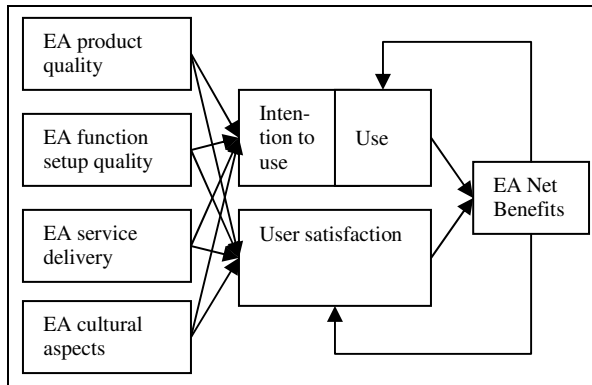 EA product
quality
EA function
setup quality
EA service
delivery
EA cultural
aspects
Inten-
tion to
use
Use
User satisfaction
EA Net
Benefits